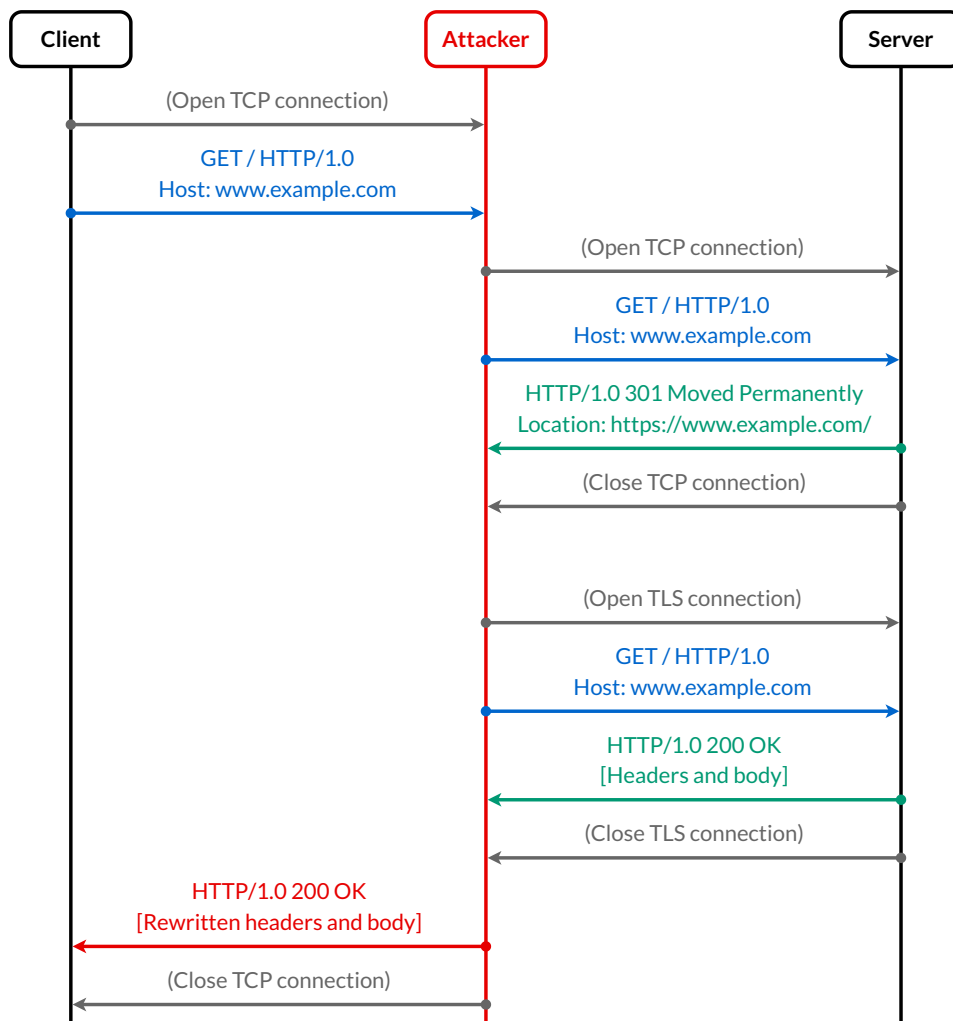 Client
Attacker
Server
(Open TCP connection)
GET / HTTP/1.0
Host: www.example.com
(Open TCP connection)
GET / HTTP/1.0
Host: www.example.com
HTTP/1.0 301 Moved Permanently
Location: https://www.example.com/
(Close TCP connection)
(Open TLS connection)
GET / HTTP/1.0
Host: www.example.com
HTTP/1.0 200 OK
[Headers and body]
(Close TLS connection)
HTTP/1.0 200 OK
[Rewritten headers and body]
(Close TCP connection)